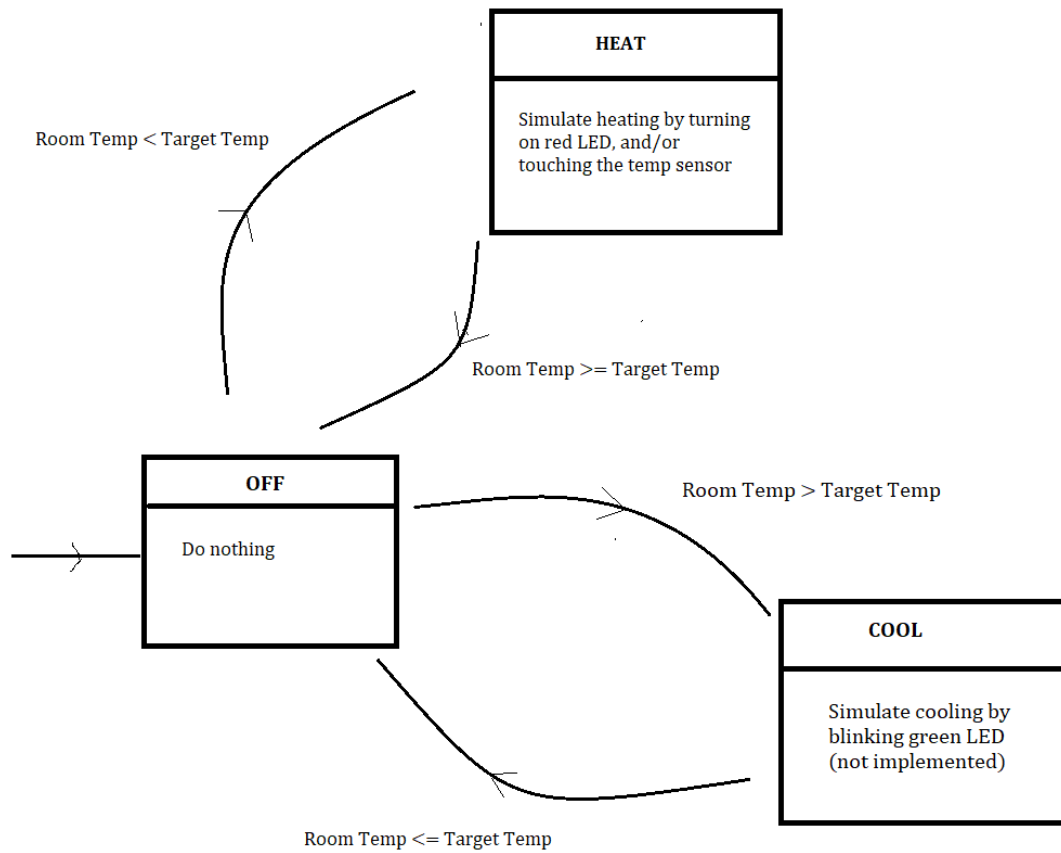 HEAT
Simulate heating by turning
on red LED, and/or
touching the temp sensor
Room Temp < Target Temp
Room Temp >= Target Temp
OFF
Do nothing
Room Temp > Target Temp
COOL
Simulate cooling by
blinking green LED
(not implemented)
Room Temp <= Target Temp